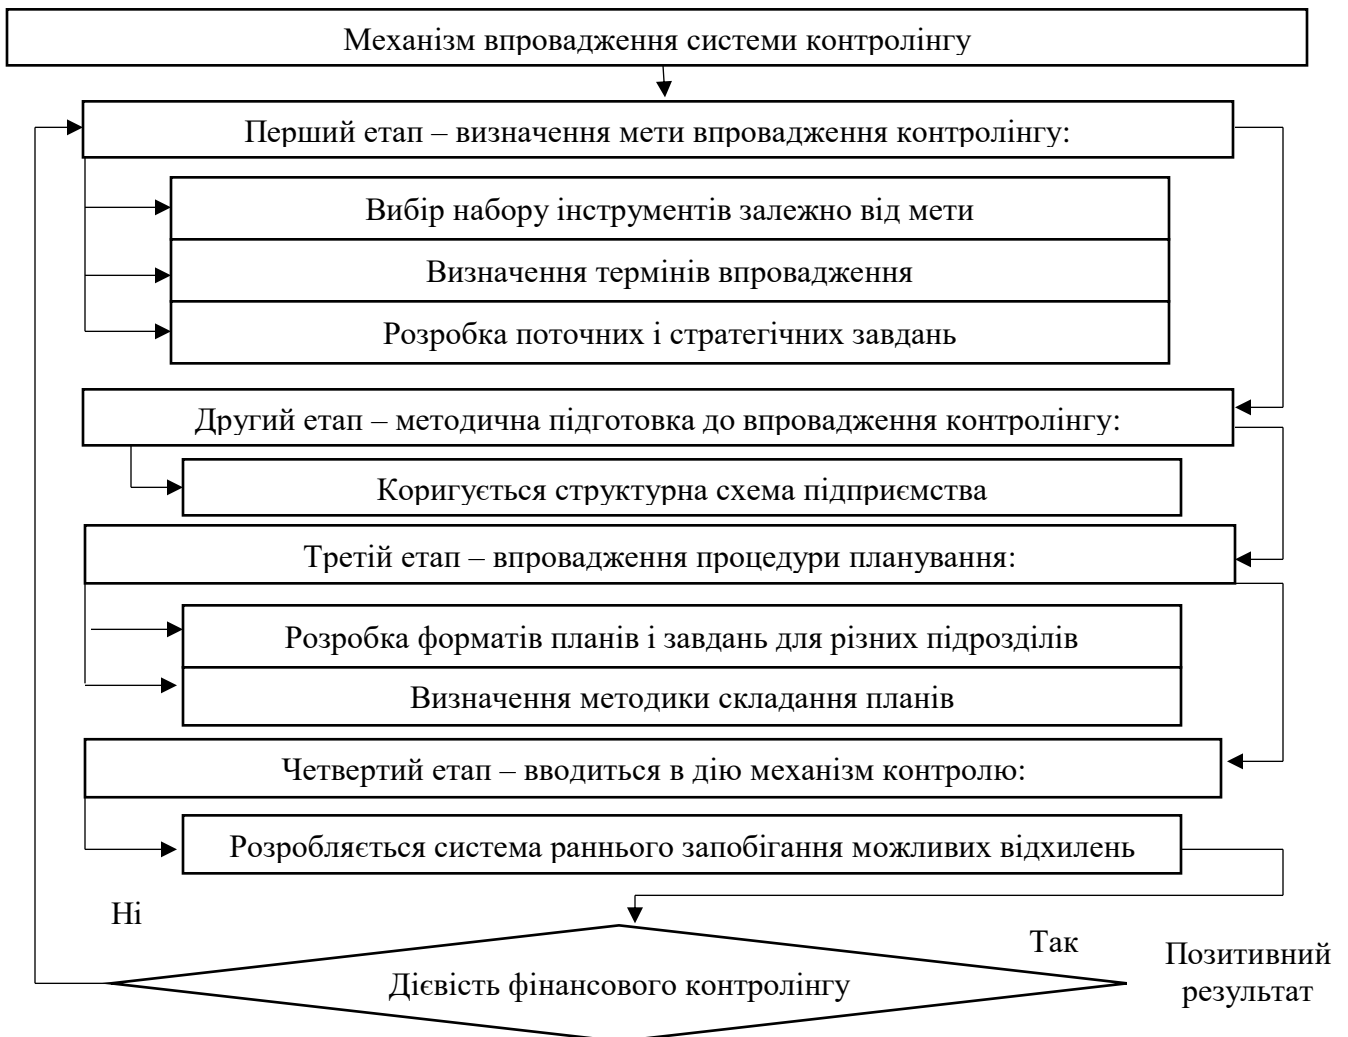 Механізм впровадження системи контролінгу
Перший етап – визначення мети впровадження контролінгу:
Вибір набору інструментів залежно від мети
Визначення термінів впровадження
Розробка поточних і стратегічних завдань
Другий етап – методична підготовка до впровадження контролінгу:
Коригується структурна схема підприємства
Третій етап – впровадження процедури планування:
Розробка форматів планів і завдань для різних підрозділів
Визначення методики складання планів
Четвертий етап – вводиться в дію механізм контролю:
Розробляється система раннього запобігання можливих відхилень
Ні
Так
Дієвість фінансового контролінгу
Позитивний
результат